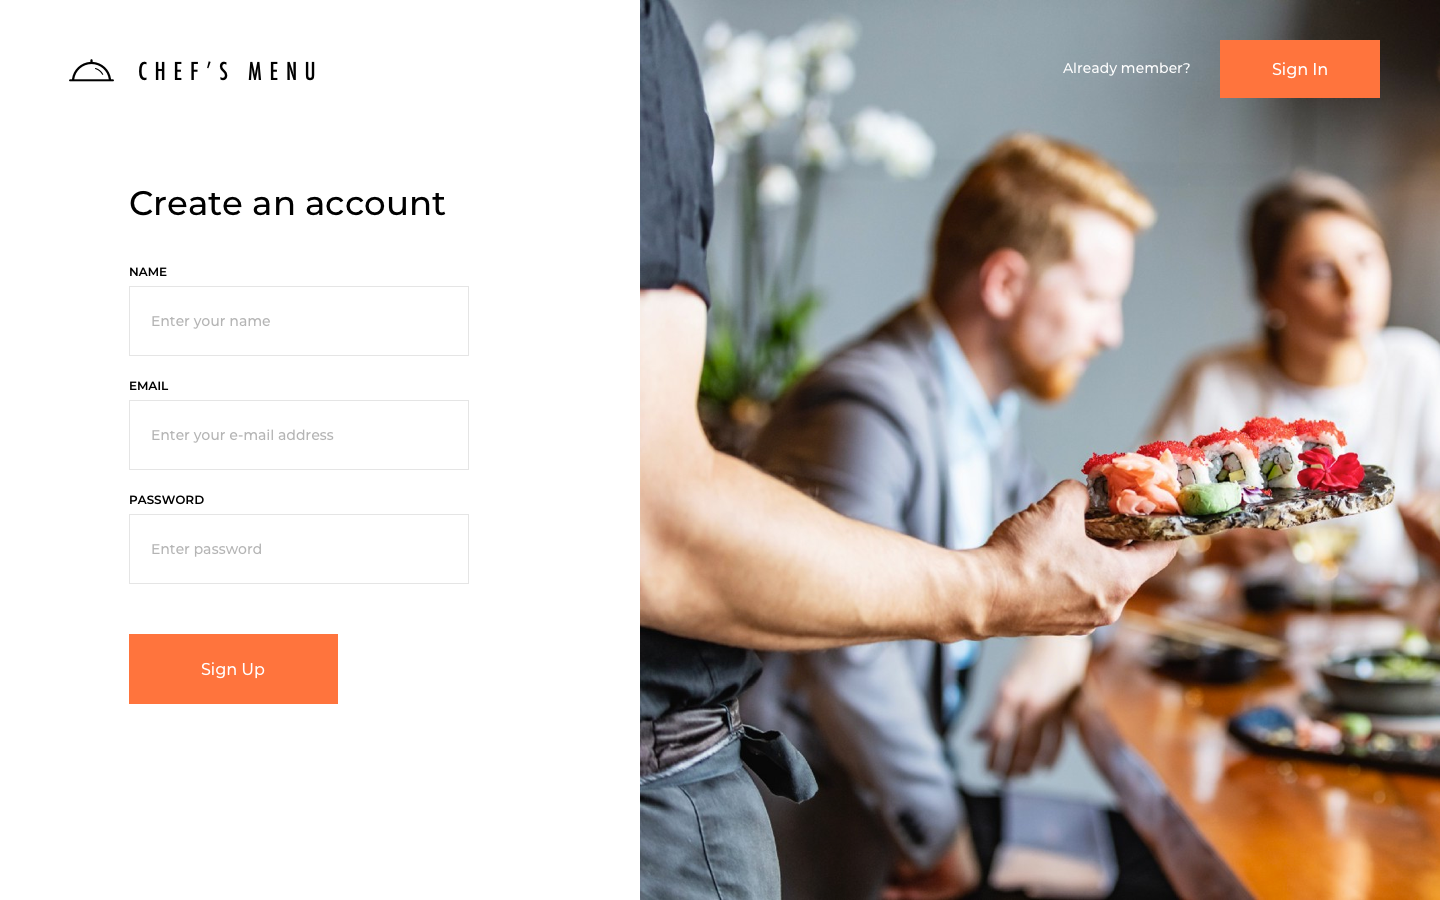 CHEF'S MENU
Already member?
Sign In
Create an account
NAME
Enter your name
EMAIL
Enter your e-mail address
PASSWORD
Enter password
Sign Up